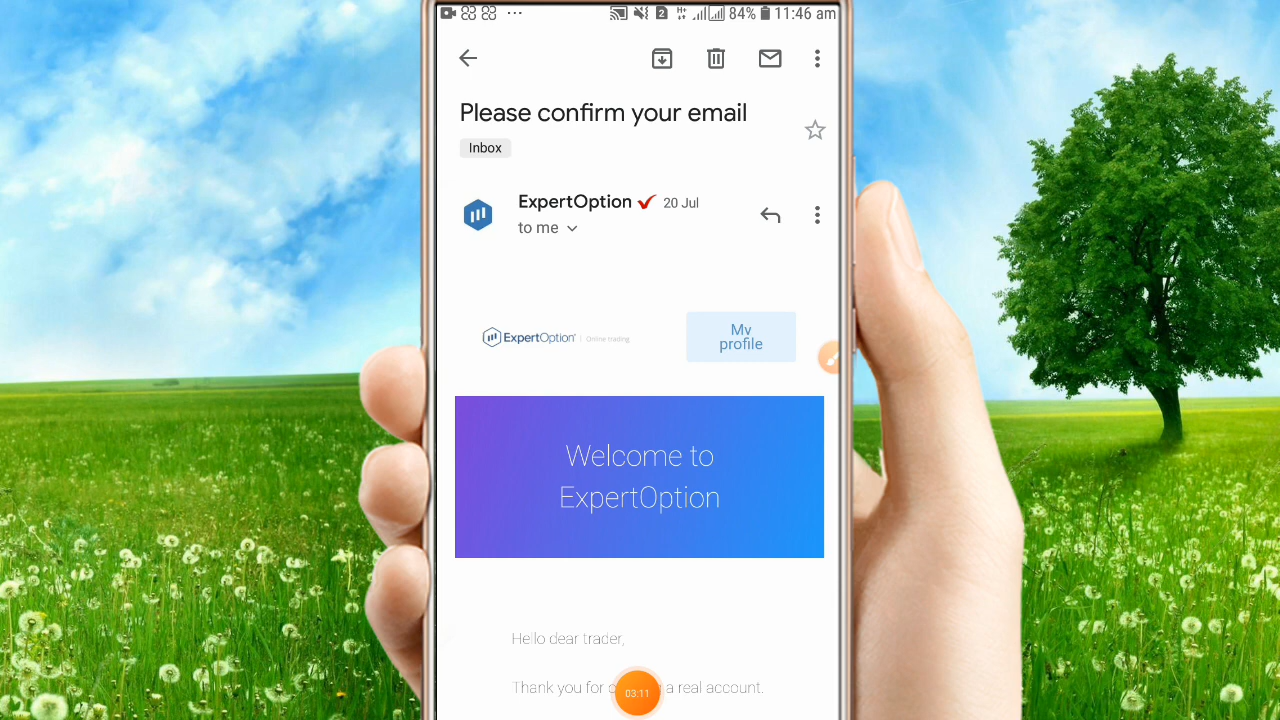 2 H+ 84% 11:46 am
Please confirm your email
Inbox
ExpertOption 20 Jul
to me
ExpertOption Online trading
My
profile
Welcome to
ExpertOption
Hello dear trader,
Thank you for a real account.
03:11